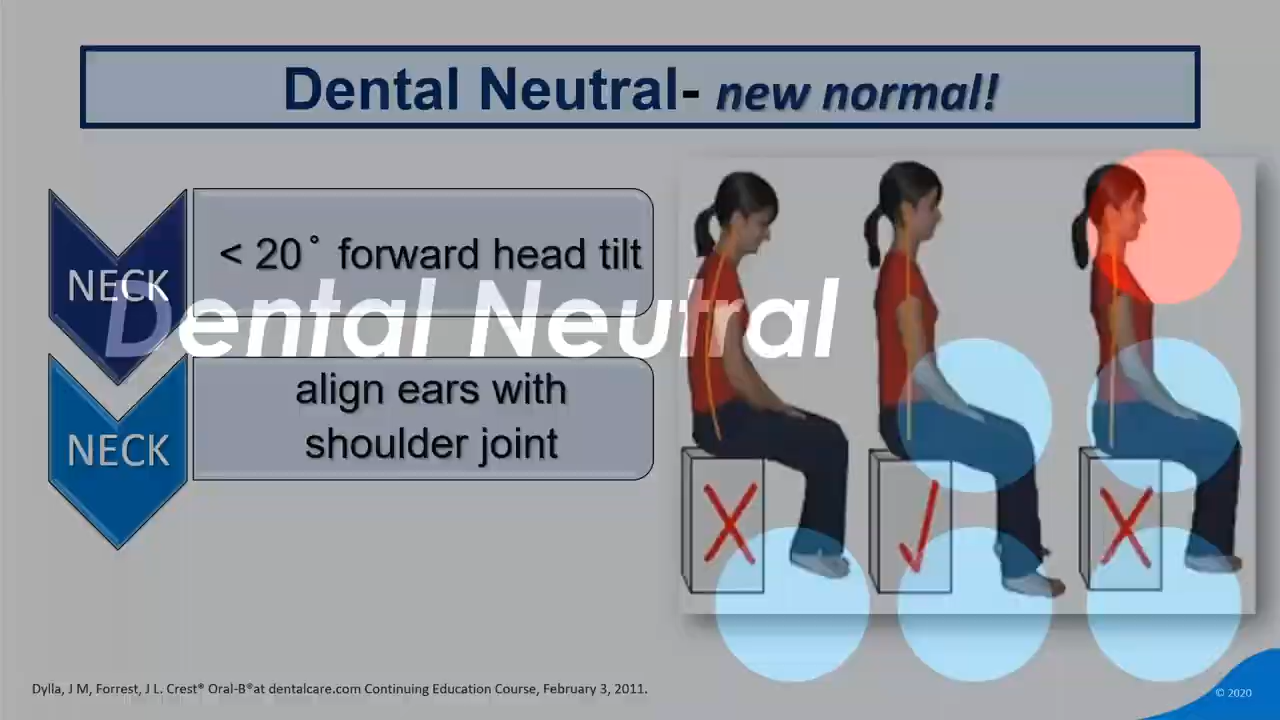 Dental Neutral- new normal!
NECK
< 20˚ forward head tilt
Dental Neutral
NECK
align ears with
shoulder joint
Dylla, J M, Forrest, J L. Crest® Oral-B®at dentalcare.com Continuing Education Course, February 3, 2011.
© 2020